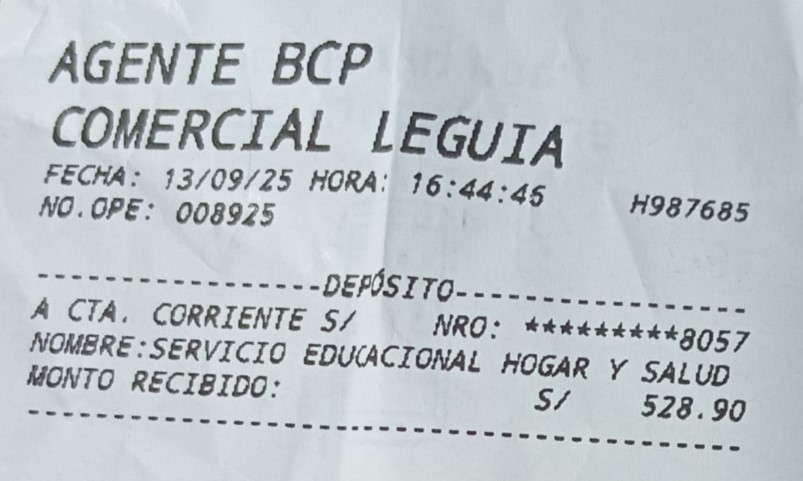 AGENTE BCP
COMERCIAL LEGUIA
FECHA: 13/09/25 HORA: 16:44:45 H987685
NO.OPE: 008925
-----------------DEPÓSITO-----------------
A CTA. CORRIENTE S/ NRO: *********8057
NOMBRE:SERVICIO EDUCACIONAL HOGAR Y SALUD
MONTO RECIBIDO: S/ 528.90
------------------------------------------